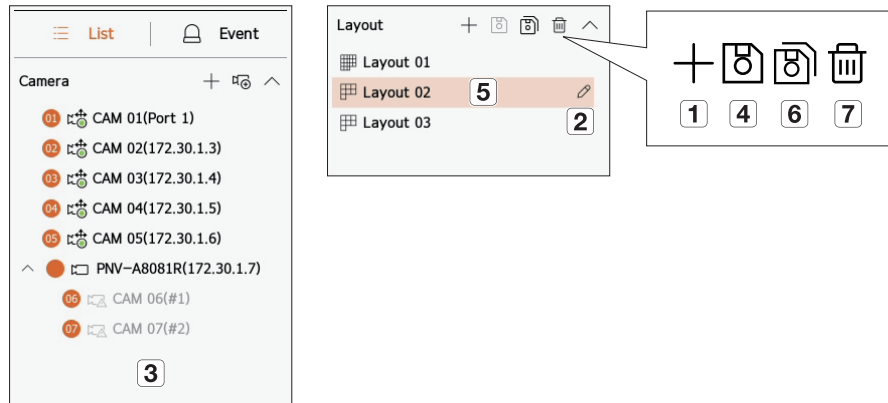 List
Event
Camera
01 CAM 01(Port 1)
02 CAM 02(172.30.1.3)
03 CAM 03(172.30.1.4)
04 CAM 04(172.30.1.5)
05 CAM 05(172.30.1.6)
PNV-A8081R(172.30.1.7)
06 CAM 06(#1)
07 CAM 07(#2)
3
Layout
Layout 01
Layout 02 5
2
Layout 03
1 4 6 7